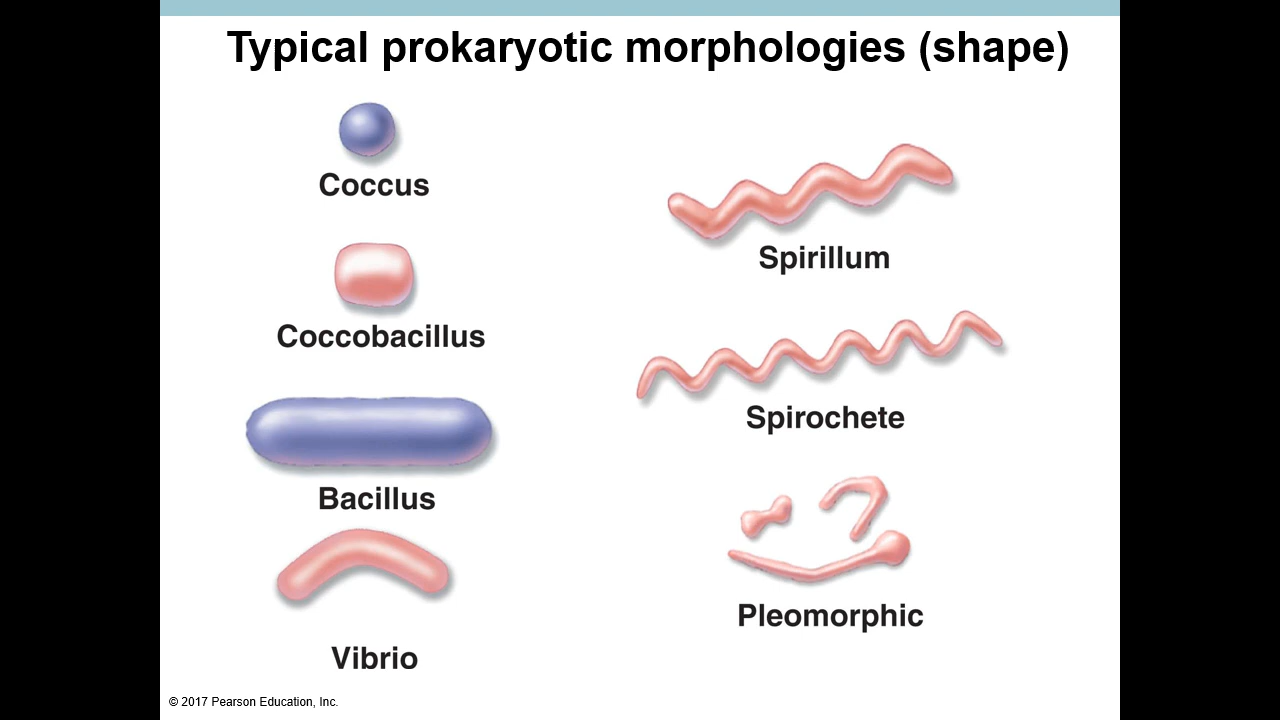 Typical prokaryotic morphologies (shape)
Coccus
Coccobacillus
Bacillus
Vibrio
Spirillum
Spirochete
Pleomorphic
© 2017 Pearson Education, Inc.